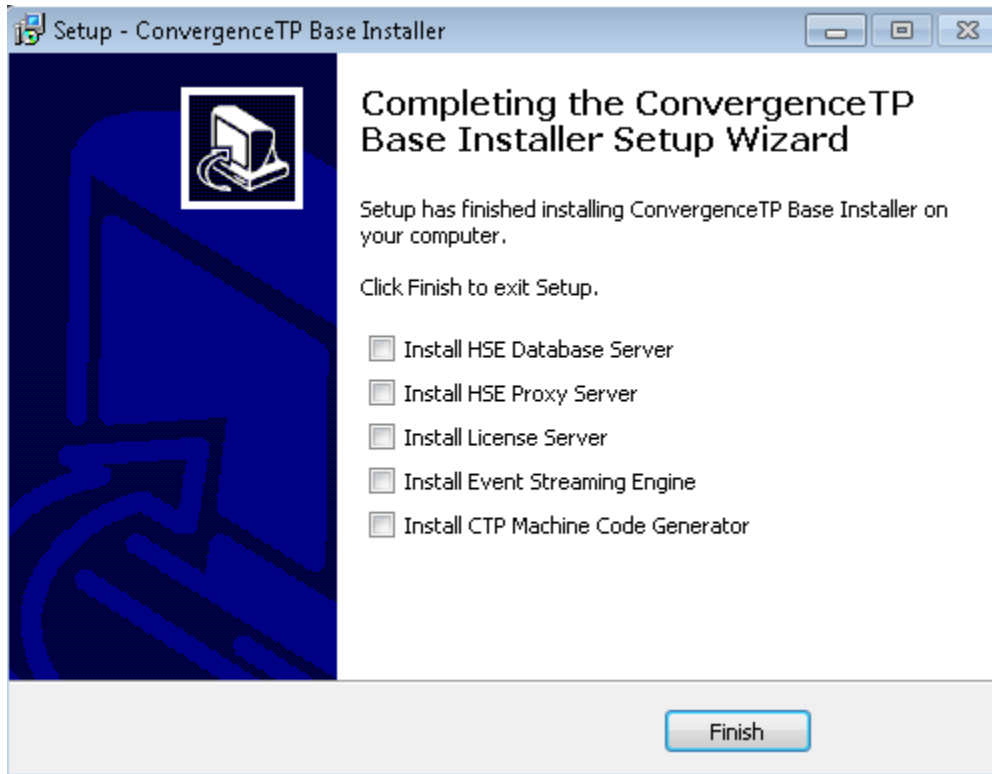 Setup - ConvergenceTP Base Installer
Completing the ConvergenceTP
Base Installer Setup Wizard
Setup has finished installing ConvergenceTP Base Installer on
your computer.
Click Finish to exit Setup.
Install HSE Database Server
Install HSE Proxy Server
Install License Server
Install Event Streaming Engine
Install CTP Machine Code Generator
Finish